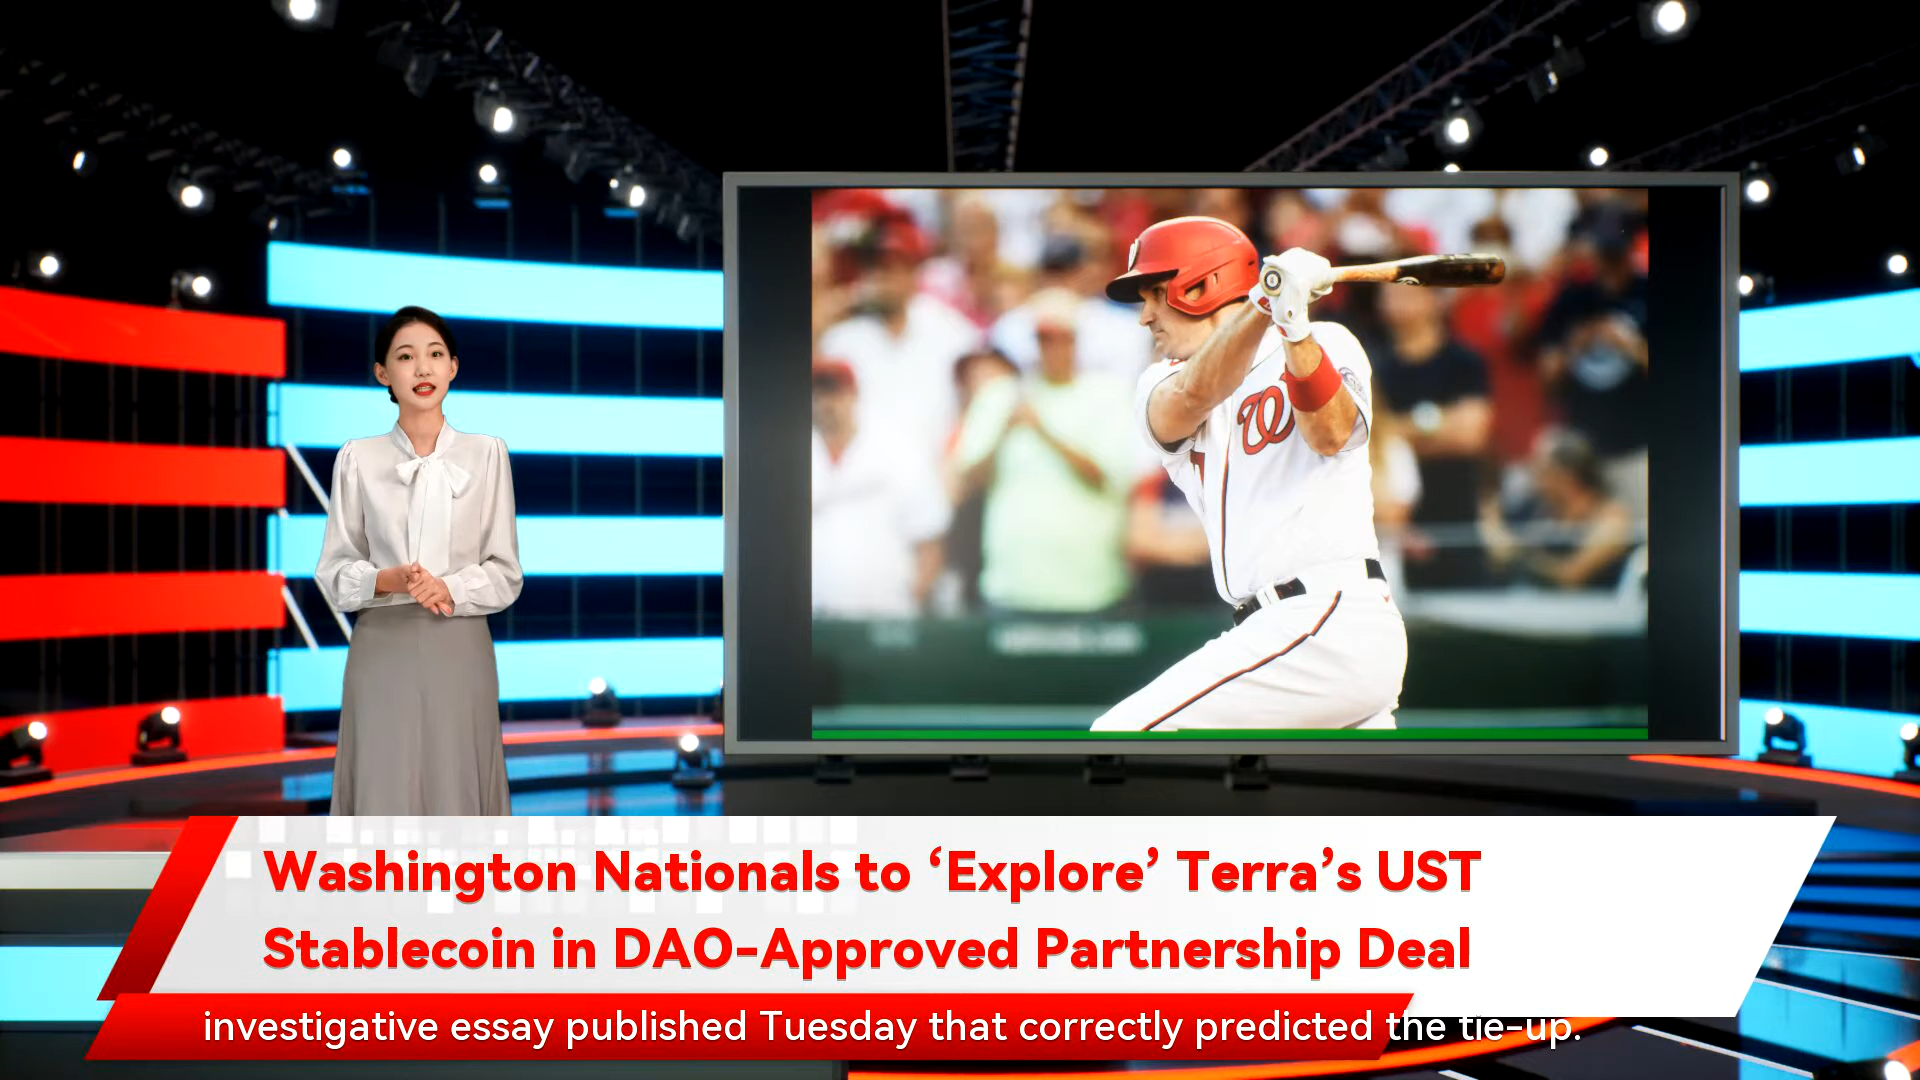 W
Washington Nationals to ‘Explore’ Terra’s UST
Stablecoin in DAO-Approved Partnership Deal
investigative essay published Tuesday that correctly predicted the tie-up.